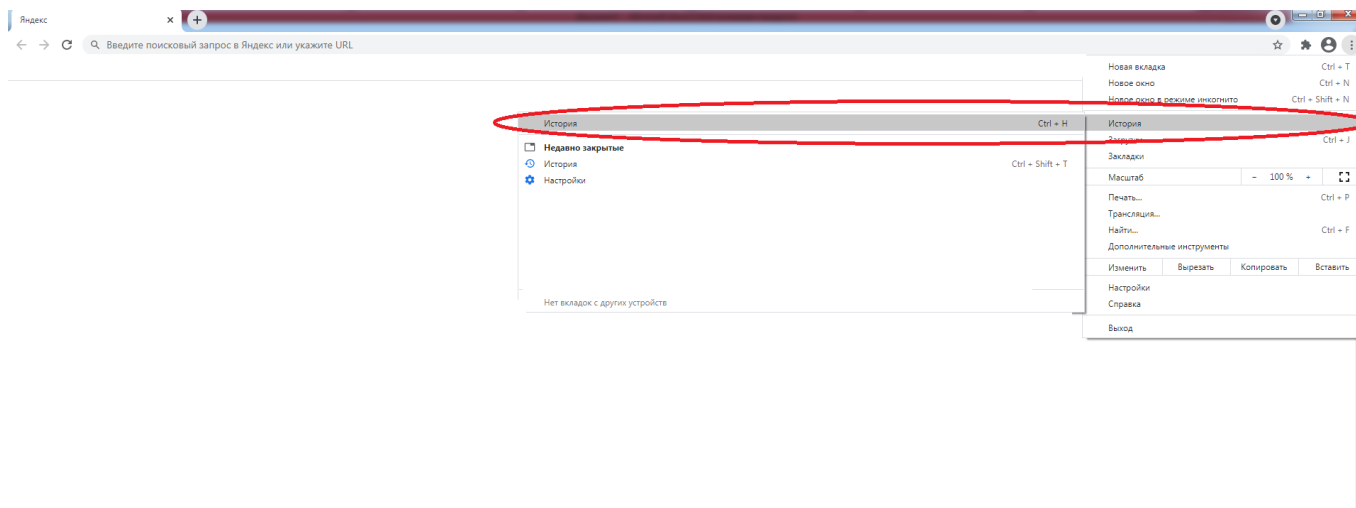 Яндекс
Введите поисковый запрос в Яндекс или укажите URL
Новая вкладка Ctrl + T
Новое окно Ctrl + N
Новое окно в режиме инкогнито Ctrl + Shift + N
История Ctrl + H
История
Загрузки Ctrl + J
Закладки
Недавно закрытые
История Ctrl + Shift + T
Настройки
Нет вкладок с других устройств
Масштаб - 100 % +
Печать... Ctrl + P
Трансляция...
Найти... Ctrl + F
Дополнительные инструменты
Изменить Вырезать Копировать Вставить
Настройки
Справка
Выход